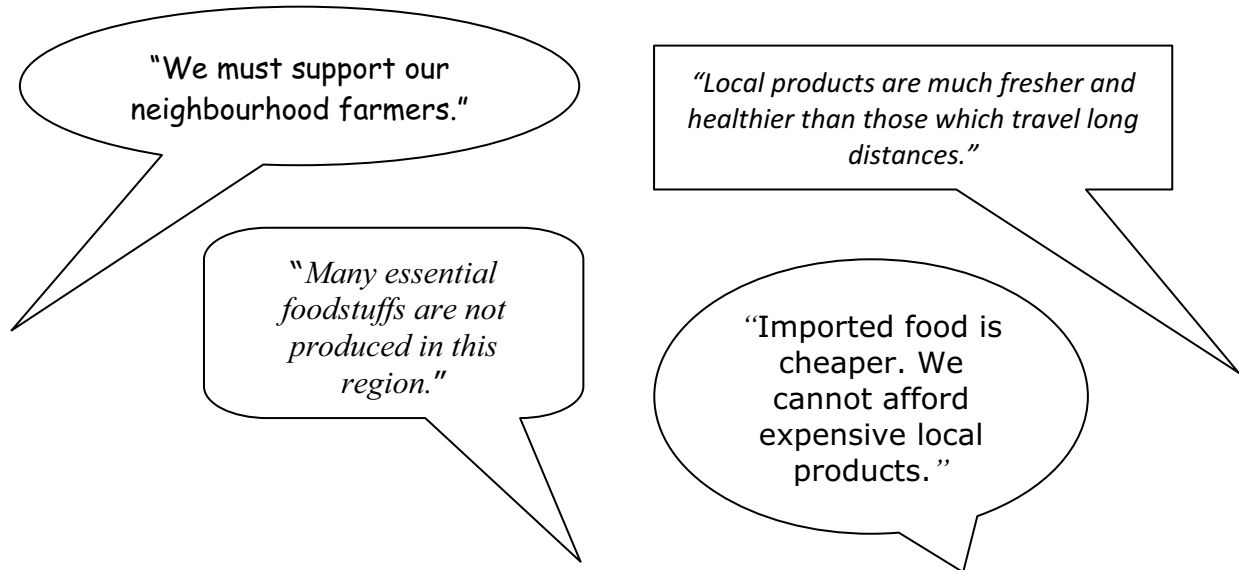 “We must support our
neighbourhood farmers.”
“Local products are much fresher and
healthier than those which travel long
distances.”
“Many essential
foodstuffs are not
produced in this
region.”
“Imported food is
cheaper. We
cannot afford
expensive local
products.”